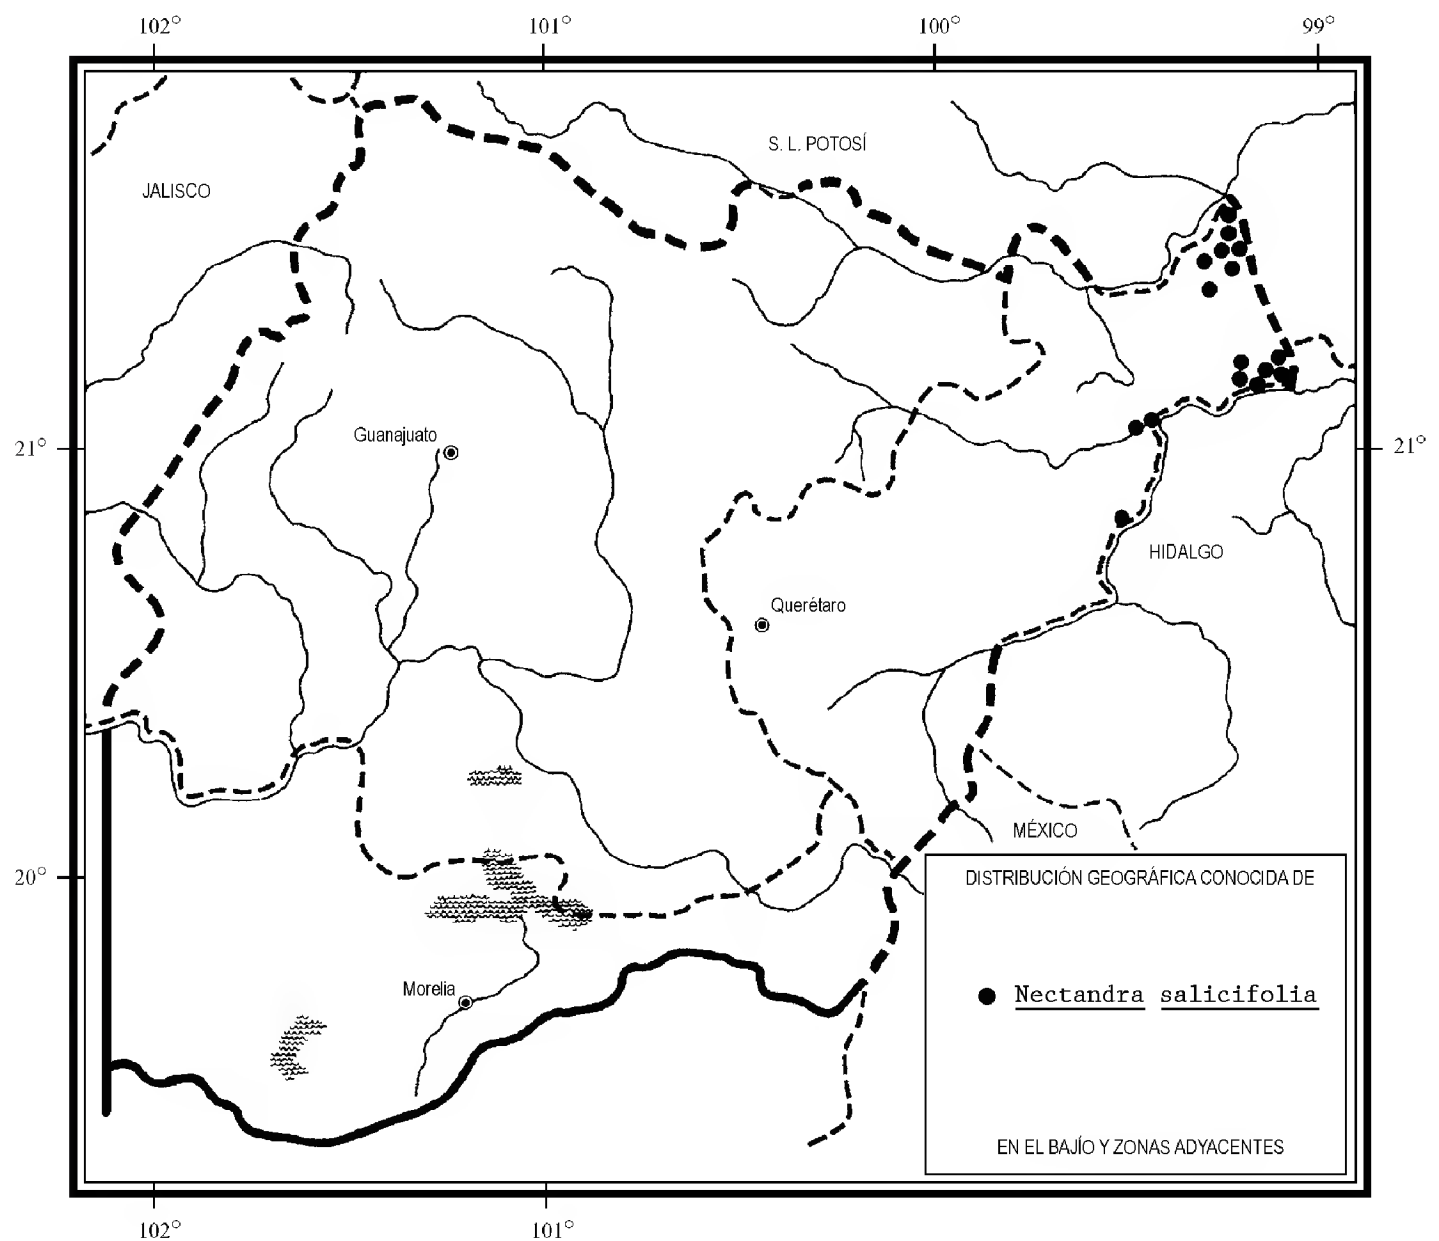 102° 101° 100° 99°
S. L. POTOSÍ
JALISCO
Guanajuato
21° 21°
HIDALGO
Querétaro
MÉXICO
20°
DISTRIBUCIÓN GEOGRÁFICA CONOCIDA DE
Morelia
Nectandra salicifolia
EN EL BAJÍO Y ZONAS ADYACENTES
102° 101°